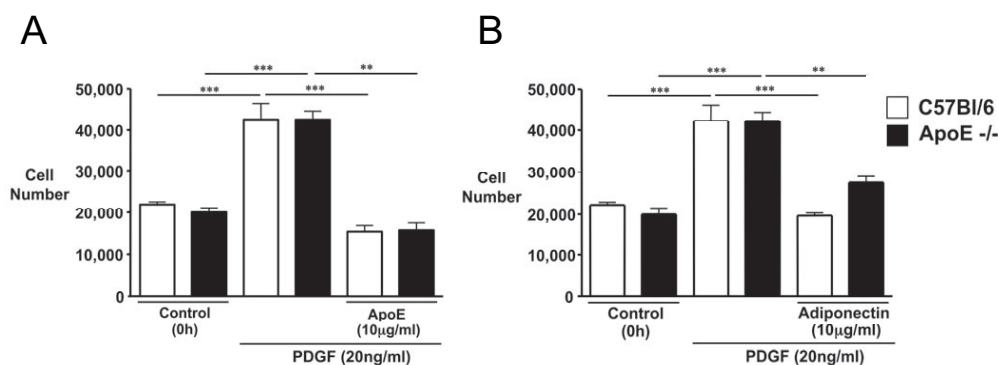 A
*** **
*** ***
50,000
40,000
30,000
20,000
10,000
0
Cell
Number
Control
(0h)
ApoE
(10µg/ml)
PDGF (20ng/ml)
B
*** **
*** ***
50,000
40,000
30,000
20,000
10,000
0
Cell
Number
Control
(0h)
Adiponectin
(10µg/ml)
PDGF (20ng/ml)
C57Bl/6
ApoE -/-